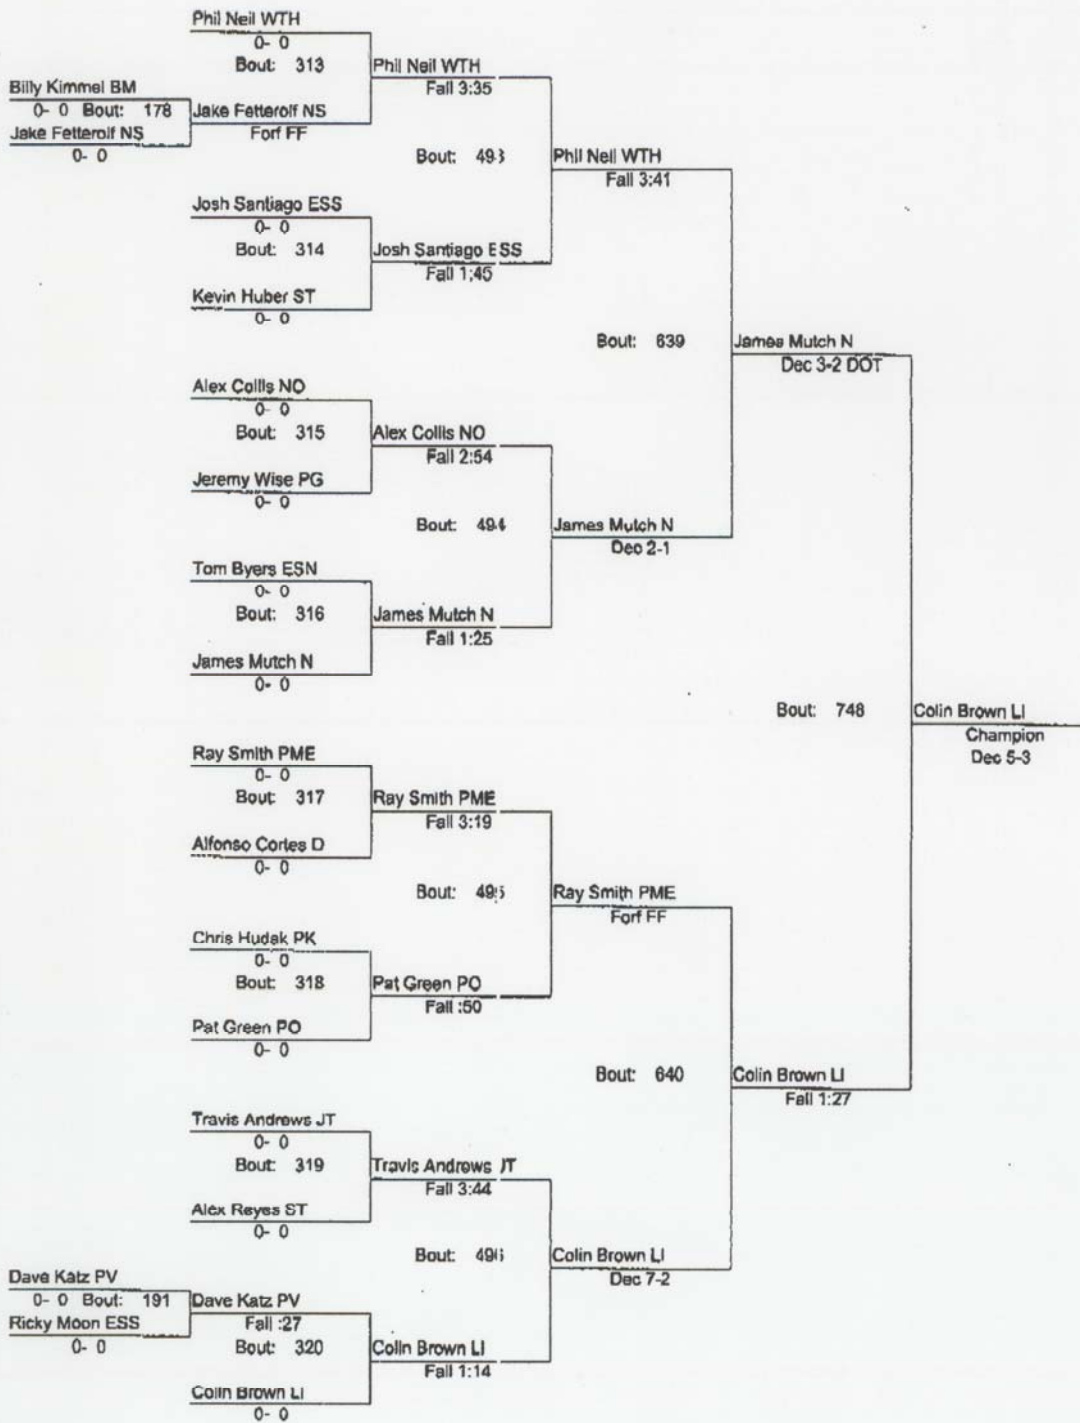 Phil Neil WTH
0- 0
Bout: 313
Phil Neil WTH
Fall 3:35
Billy Kimmel BM
0- 0 Bout: 178
Jake Fetterolf NS
Forf FF
Jake Fetterolf NS
0- 0
Bout: 493
Phil Neil WTH
Fall 3:41
Josh Santiago ESS
0- 0
Bout: 314
Josh Santiago ESS
Fall 1:45
Kevin Huber ST
0- 0
Bout: 639
James Mutch N
Dec 3-2 DOT
Alex Collis NO
0- 0
Bout: 315
Alex Collis NO
Fall 2:54
Jeremy Wise PG
0- 0
Bout: 494
James Mutch N
Dec 2-1
Tom Byers ESN
0- 0
Bout: 316
James Mutch N
Fall 1:25
James Mutch N
0- 0
Bout: 748
Colin Brown LI
Champion
Dec 5-3
Ray Smith PME
0- 0
Bout: 317
Ray Smith PME
Fall 3:19
Alfonso Cortes D
0- 0
Bout: 495
Ray Smith PME
Forf FF
Chris Hudak PK
0- 0
Bout: 318
Pat Green PO
Fall :50
Pat Green PO
0- 0
Bout: 640
Colin Brown LI
Fall 1:27
Travis Andrews JT
0- 0
Bout: 319
Travis Andrews JT
Fall 3:44
Alex Reyes ST
0- 0
Bout: 496
Colin Brown LI
Dec 7-2
Dave Katz PV
0- 0 Bout: 191
Dave Katz PV
Fall :27
Ricky Moon ESS
0- 0
Bout: 320
Colin Brown LI
Fall 1:14
Colin Brown LI
0- 0